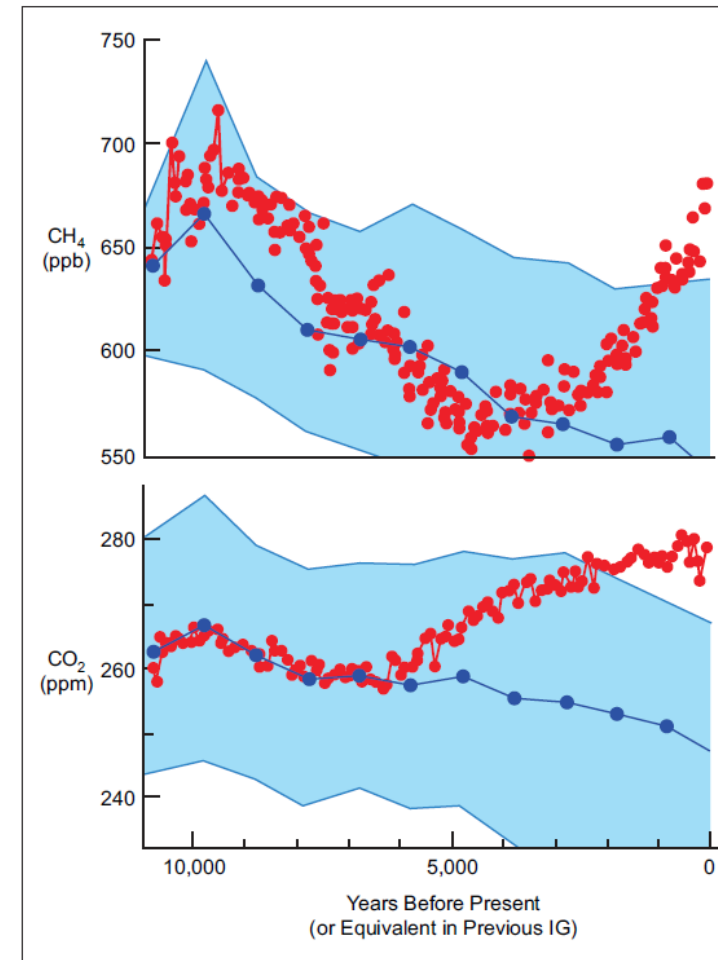 750
700
CH4
(ppb)
650
600
550
280
CO2
(ppm)
260
240
10,000
5,000
0
Years Before Present
(or Equivalent in Previous IG)